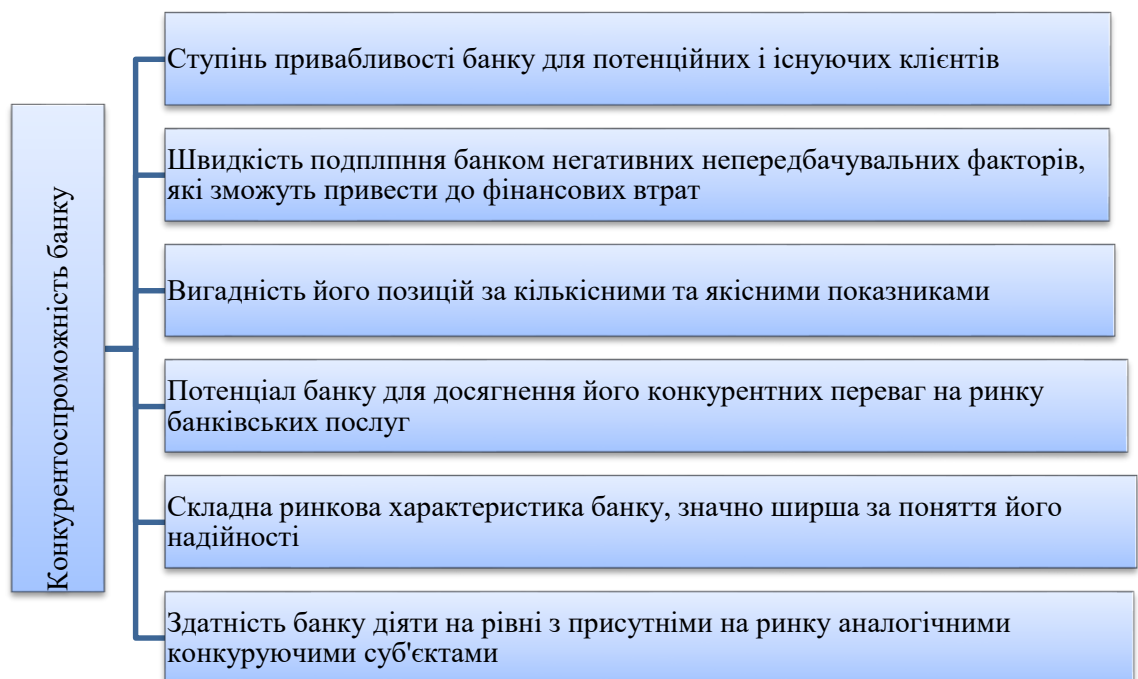 Конкурентоспроможність банку
Ступінь привабливості банку для потенційних і існуючих клієнтів
Швидкість подплпння банком негативних непередбачувальних факторів,
які зможуть привести до фінансових втрат
Вигадність його позицій за кількісними та якісними показниками
Потенціал банку для досягнення його конкурентних переваг на ринку
банківських послуг
Складна ринкова характеристика банку, значно ширша за поняття його
надійності
Здатність банку діяти на рівні з присутніми на ринку аналогічними
конкуруючими суб'єктами